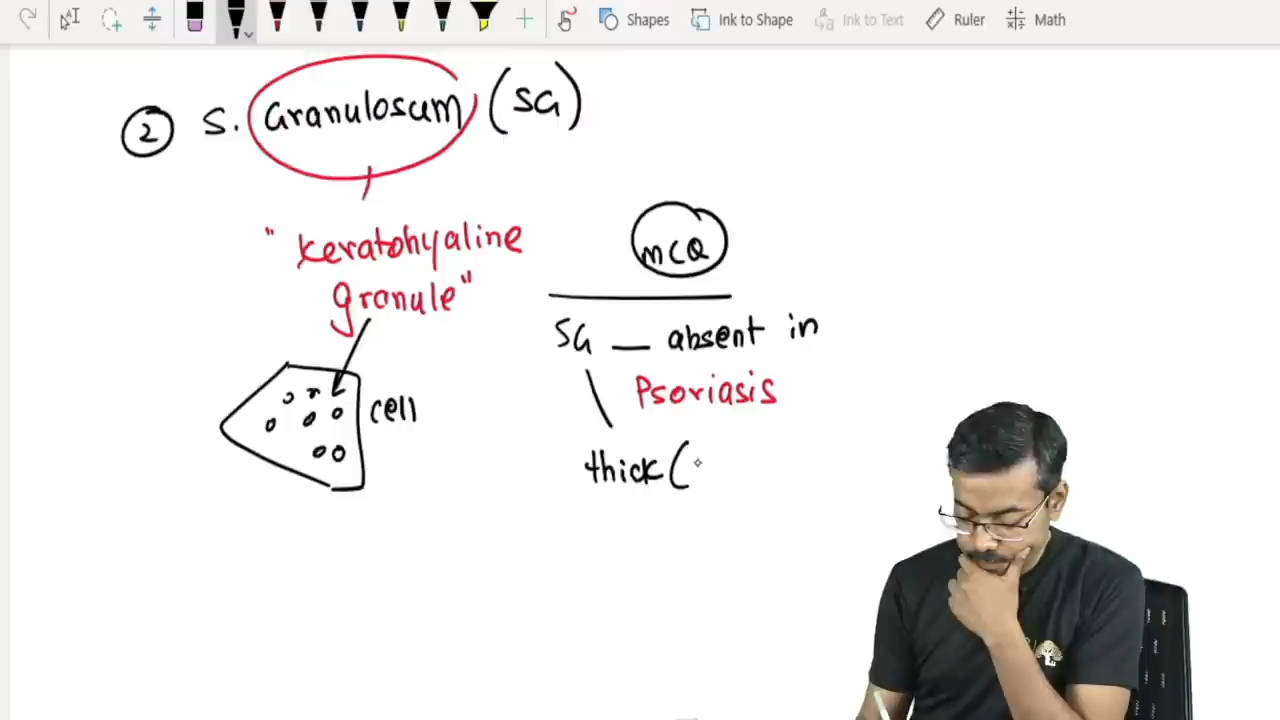 Shapes
Ink to Shape
Ink to Text
Ruler
Math
② S. Granulosum (SG)
"keratohyaline
granule"
cell
MCQ
SG — absent in
Psoriasis
thick (